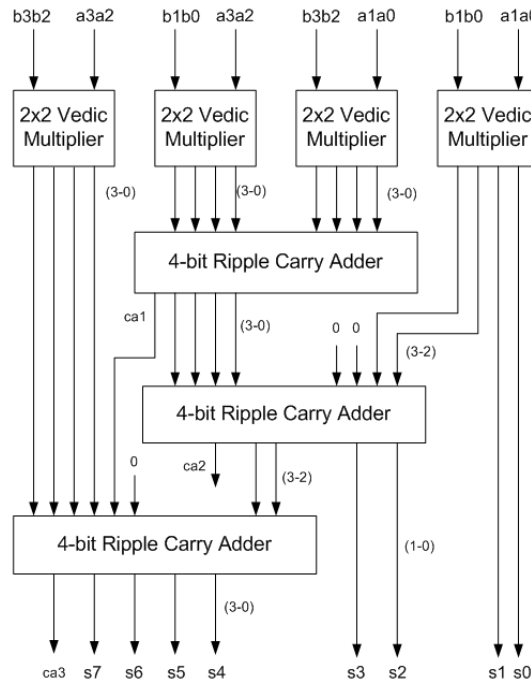 b3b2 a3a2 b1b0 a3a2 b3b2 a1a0 b1b0 a1a0
2x2 Vedic Multiplier
2x2 Vedic Multiplier
2x2 Vedic Multiplier
2x2 Vedic Multiplier
(3-0) (3-0) (3-0)
4-bit Ripple Carry Adder
ca1 (3-0) 0 0 (3-2)
4-bit Ripple Carry Adder
0 ca2 (3-2)
4-bit Ripple Carry Adder
(1-0)
(3-0)
ca3 s7 s6 s5 s4 s3 s2 s1 s0